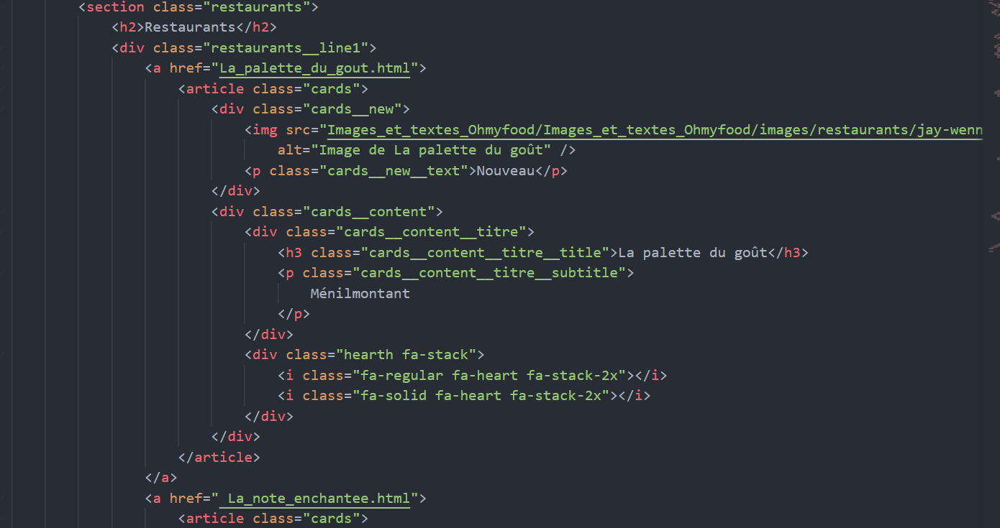 <section class="restaurants">
<h2>Restaurants</h2>
<div class="restaurants__line1">
<a href="La_palette_du_gout.html">
<article class="cards">
<div class="cards__new">
<img src="Images_et_textes_Ohmyfood/Images_et_textes_Ohmyfood/images/restaurants/jay-wenn
alt="Image de La palette du goût" />
<p class="cards__new__text">Nouveau</p>
</div>
<div class="cards__content">
<div class="cards__content__titre">
<h3 class="cards__content__titre__title">La palette du goût</h3>
<p class="cards__content__titre__subtitle">
Ménilmontant
</p>
</div>
<div class="hearth fa-stack">
<i class="fa-regular fa-heart fa-stack-2x"></i>
<i class="fa-solid fa-heart fa-stack-2x"></i>
</div>
</div>
</article>
</a>
<a href=" La_note_enchantee.html">
<article class="cards">